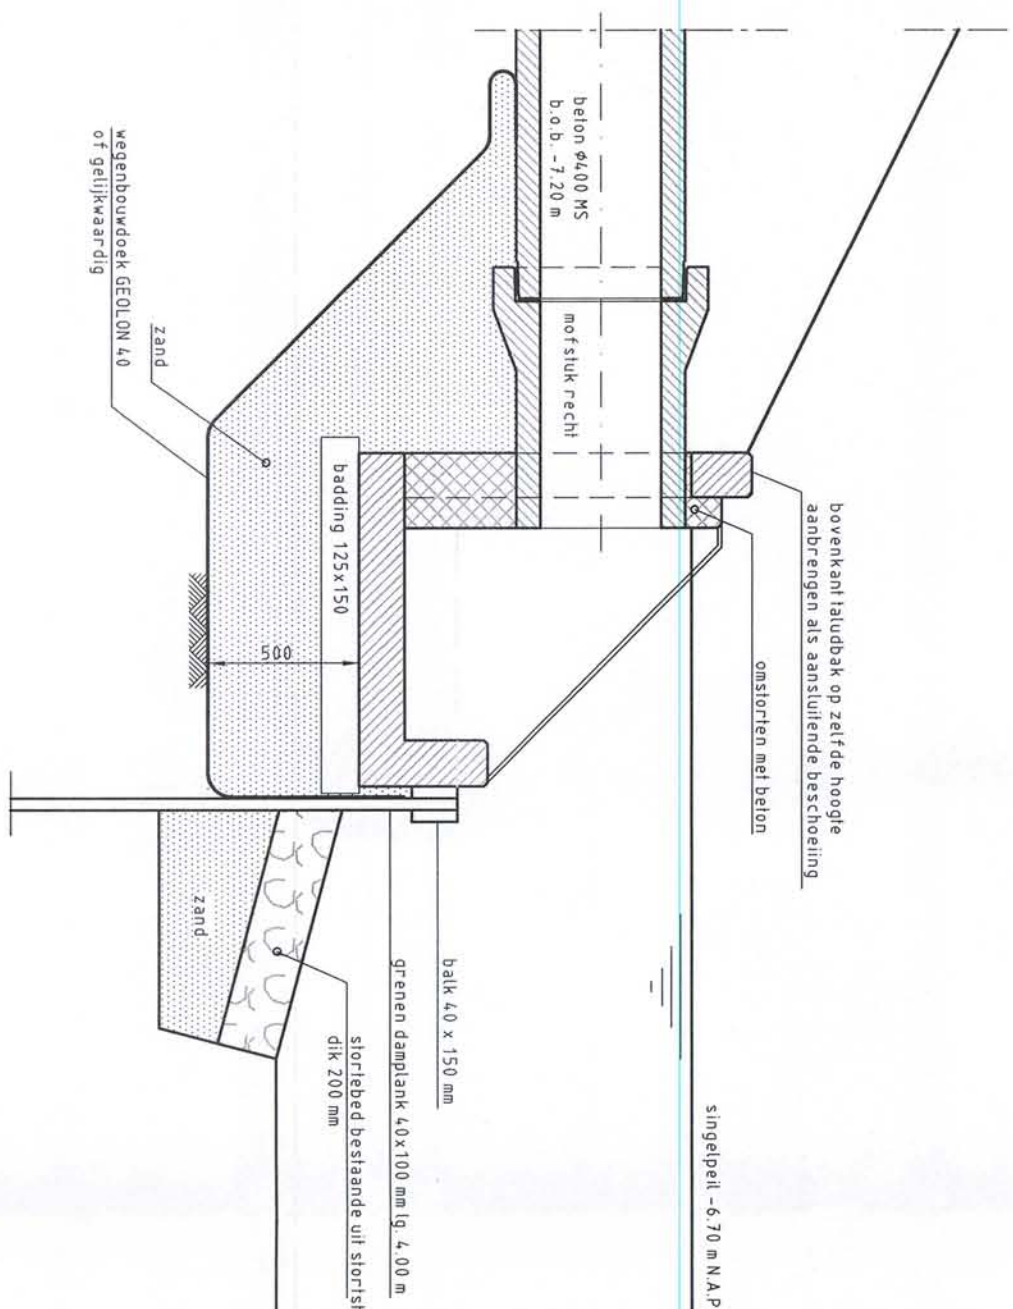 bovenkant taludbak op zelfde hoogte
aanbrengen als aansluitende beschoeiing
omstorten met beton
singelpeil -6.70 m N.A.P
beton ø400 MS
b.o.b. -7.20 m
mofstuk recht
badding 125x150
500
zand
wegenbouwdoek GEOLON 40
of gelijkwaardig
balk 40 x 150 mm
grenen damplank 40x100 mm lg. 4.00 m
stortebed bestaande uit stortst
dik 200 mm
zand